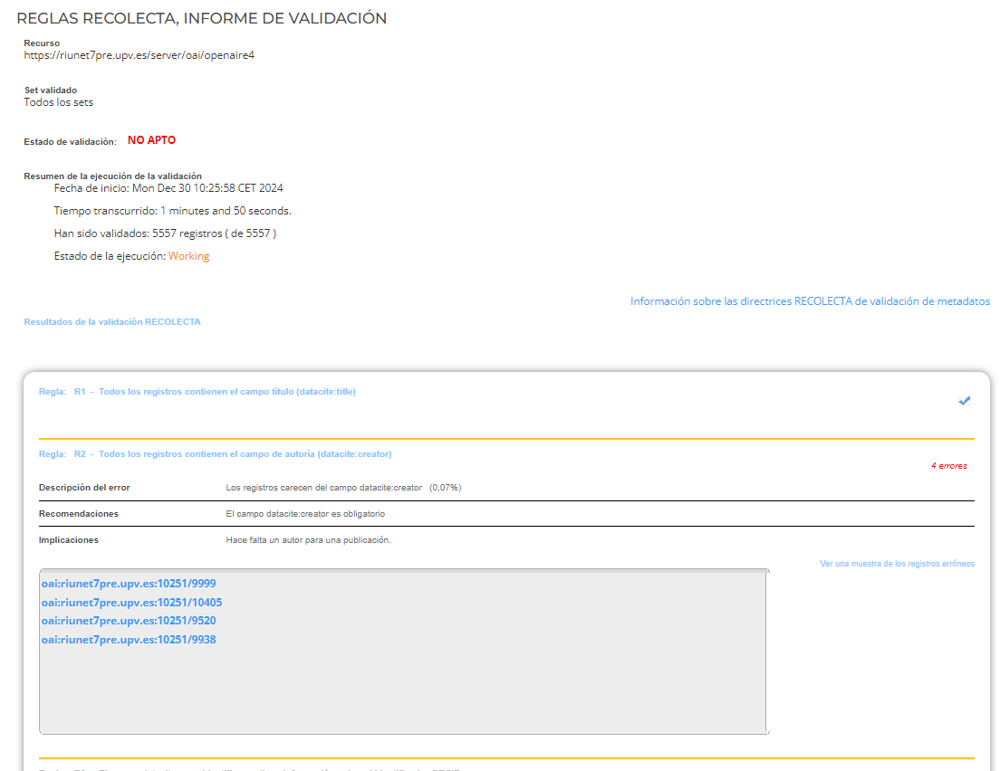 REGLAS RECOLECTA, INFORME DE VALIDACIÓN
Recurso
https://riunet7pre.upv.es/server/oai/openaire4
Set validado
Todos los sets
Estado de validación: NO APTO
Resumen de la ejecución de la validación
Fecha de inicio: Mon Dec 30 10:25:58 CET 2024
Tiempo transcurrido: 1 minutes and 50 seconds.
Han sido validados: 5557 registros ( de 5557 )
Estado de la ejecución: Working
Información sobre las directrices RECOLECTA de validación de metadatos
Resultados de la validación RECOLECTA
Regla: R1 - Todos los registros contienen el campo título (datacite:title)
Regla: R2 - Todos los registros contienen el campo de autoría (datacite:creator)
4 errores
Descripción del error Los registros carecen del campo datacite:creator (0,07%)
Recomendaciones El campo datacite:creator es obligatorio
Implicaciones Hace falta un autor para una publicación.
Ver una muestra de los registros erróneos
oai:riunet7pre.upv.es:10251/9999
oai:riunet7pre.upv.es:10251/10405
oai:riunet7pre.upv.es:10251/9520
oai:riunet7pre.upv.es:10251/9938